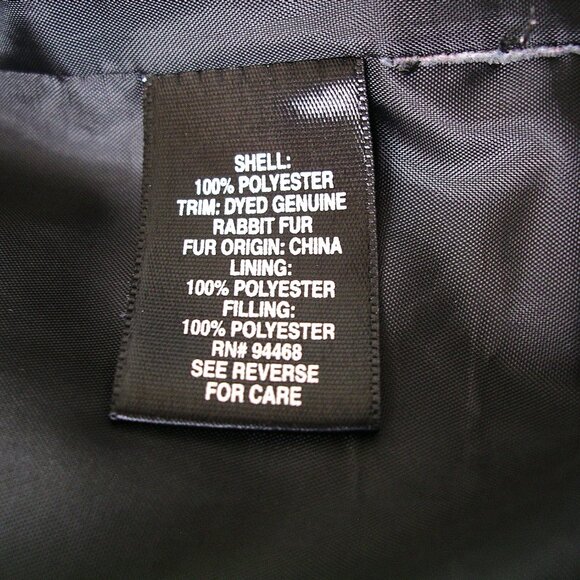 SHELL:
100% POLYESTER
TRIM: DYED GENUINE
RABBIT FUR
FUR ORIGIN: CHINA
LINING:
100% POLYESTER
FILLING:
100% POLYESTER
RN# 94468
SEE REVERSE
FOR CARE